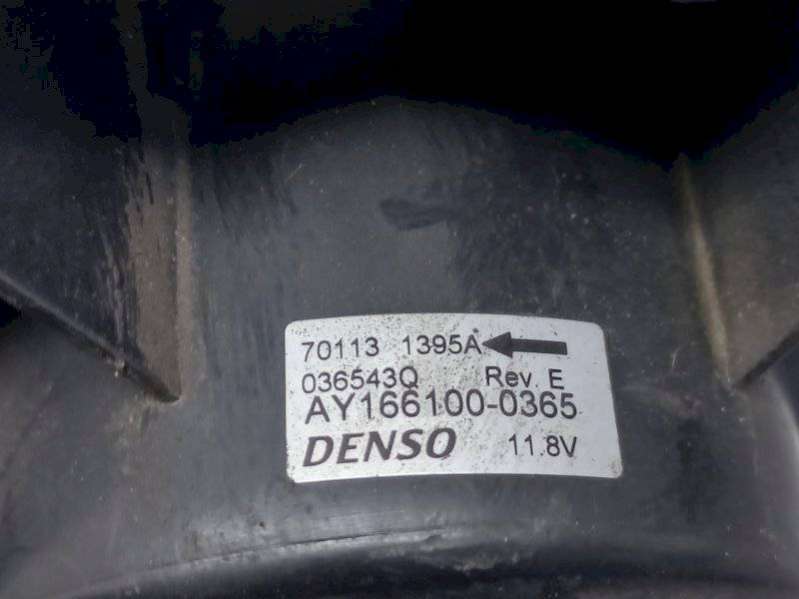 70113 1395A
036543Q Rev. E
AY166100-0365
DENSO 11.8V